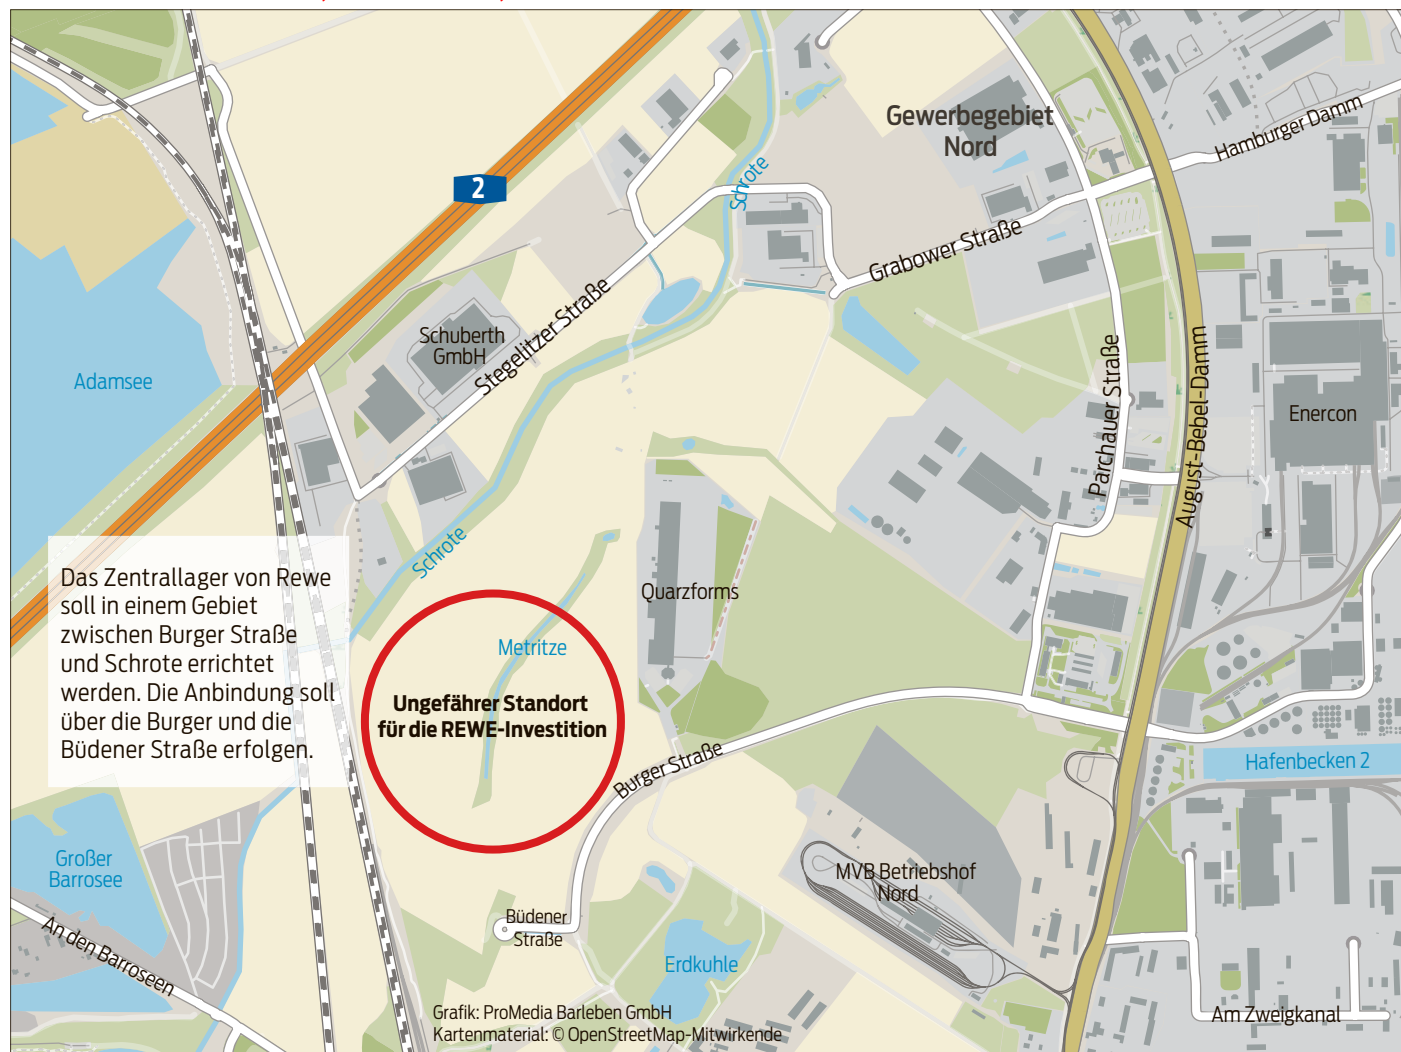 Gewerbegebiet
Nord
Hamburger Damm
2
Schrote
Grabower Straße
Schuberth
GmbH
Stegelitzer Straße
Adamsee
Parchauer Straße
August-Bebel-Damm
Enercon
Schrote
Quarzforms
Das Zentrallager von Rewe
soll in einem Gebiet
zwischen Burger Straße
und Schrote errichtet
werden. Die Anbindung soll
über die Burger und die
Büdener Straße erfolgen.
Metritze
Ungefährer Standort
für die REWE-Investition
Burger Straße
Hafenbecken 2
Großer
Barrosee
MVB Betriebshof
Nord
An den Barroseen
Büdener
Straße
Erdkuhle
Am Zweigkanal
Grafik: ProMedia Barleben GmbH
Kartenmaterial: © OpenStreetMap-Mitwirkende